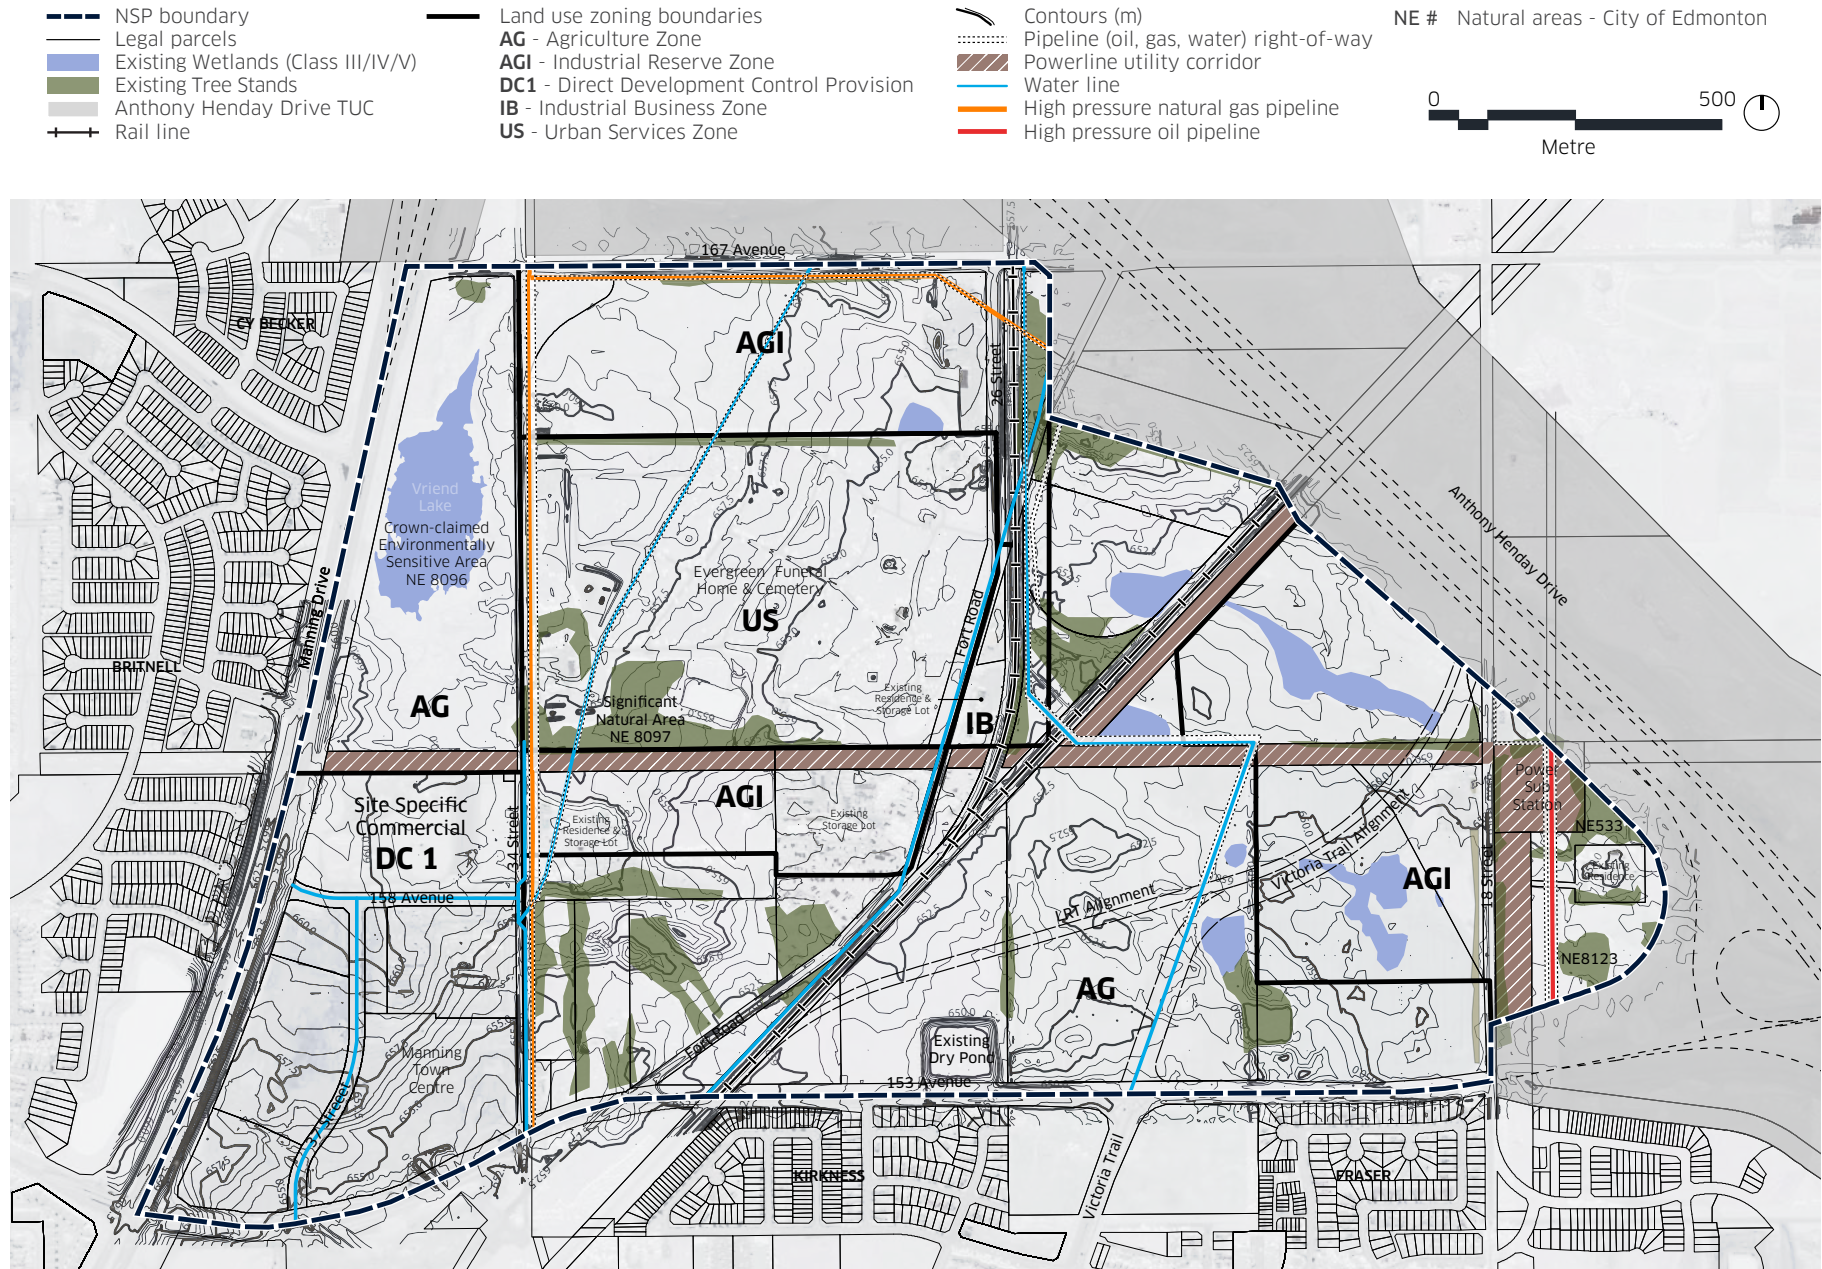 NSP boundary
Legal parcels
Existing Wetlands (Class III/IV/V)
Existing Tree Stands
Anthony Henday Drive TUC
Rail line
Land use zoning boundaries
AG - Agriculture Zone
AGI - Industrial Reserve Zone
DC1 - Direct Development Control Provision
IB - Industrial Business Zone
US - Urban Services Zone
Contours (m)
Pipeline (oil, gas, water) right-of-way
Powerline utility corridor
Water line
High pressure natural gas pipeline
High pressure oil pipeline
NE # Natural areas - City of Edmonton
0 500
Metre
167 Avenue
CY BECKER
AGI
26 Street
Vriend
Lake
Crown-claimed
Environmentally
Sensitive Area
NE 8096
Manning Drive
Anthony Henday Drive
Evergreen Funeral
Home & Cemetery
US
Fort Road
BRITNELL
AG
Significant
Natural Area
NE 8097
Existing
Residence &
Storage Lot
IB
Site Specific
Commercial
DC 1
34 Street
AGI
Existing
Residence &
Storage Lot
Existing
Storage Lot
Power
Sup
Station
NE533
Existing
Residence
Victoria Trail Alignment
AGI
18 Street
158 Avenue
LRT Alignment
NE8123
AG
Manning
Town
Centre
37 Street
Fort Road
Existing
Dry Pond
153 Avenue
KIRKNESS
Victoria Trail
FRASER